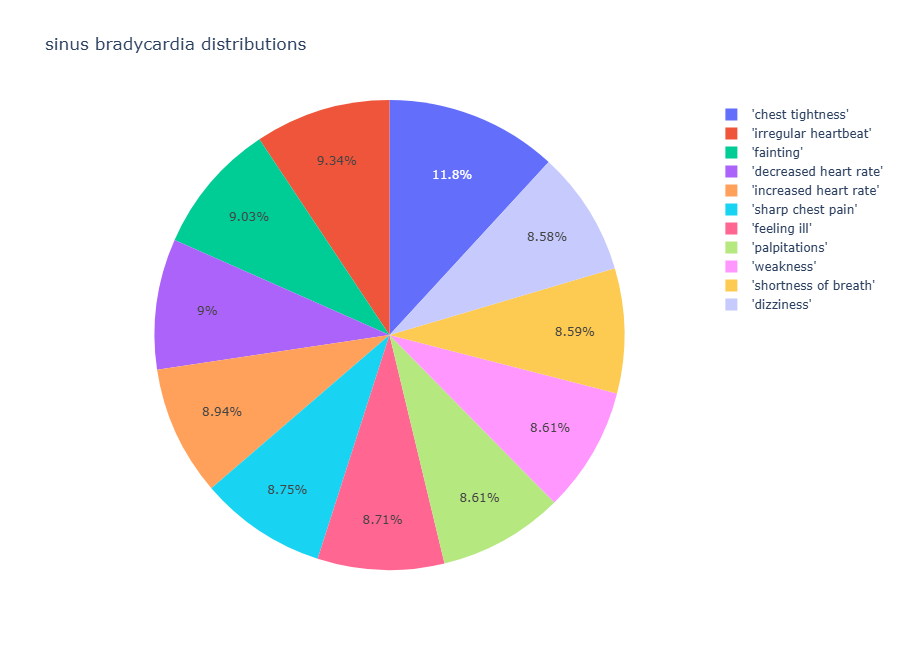 sinus bradycardia distributions
9.34%
11.8%
9.03%
8.58%
9%
8.59%
8.94%
8.61%
8.75%
8.61%
8.71%
'chest tightness'
'irregular heartbeat'
'fainting'
'decreased heart rate'
'increased heart rate'
'sharp chest pain'
'feeling ill'
'palpitations'
'weakness'
'shortness of breath'
'dizziness'